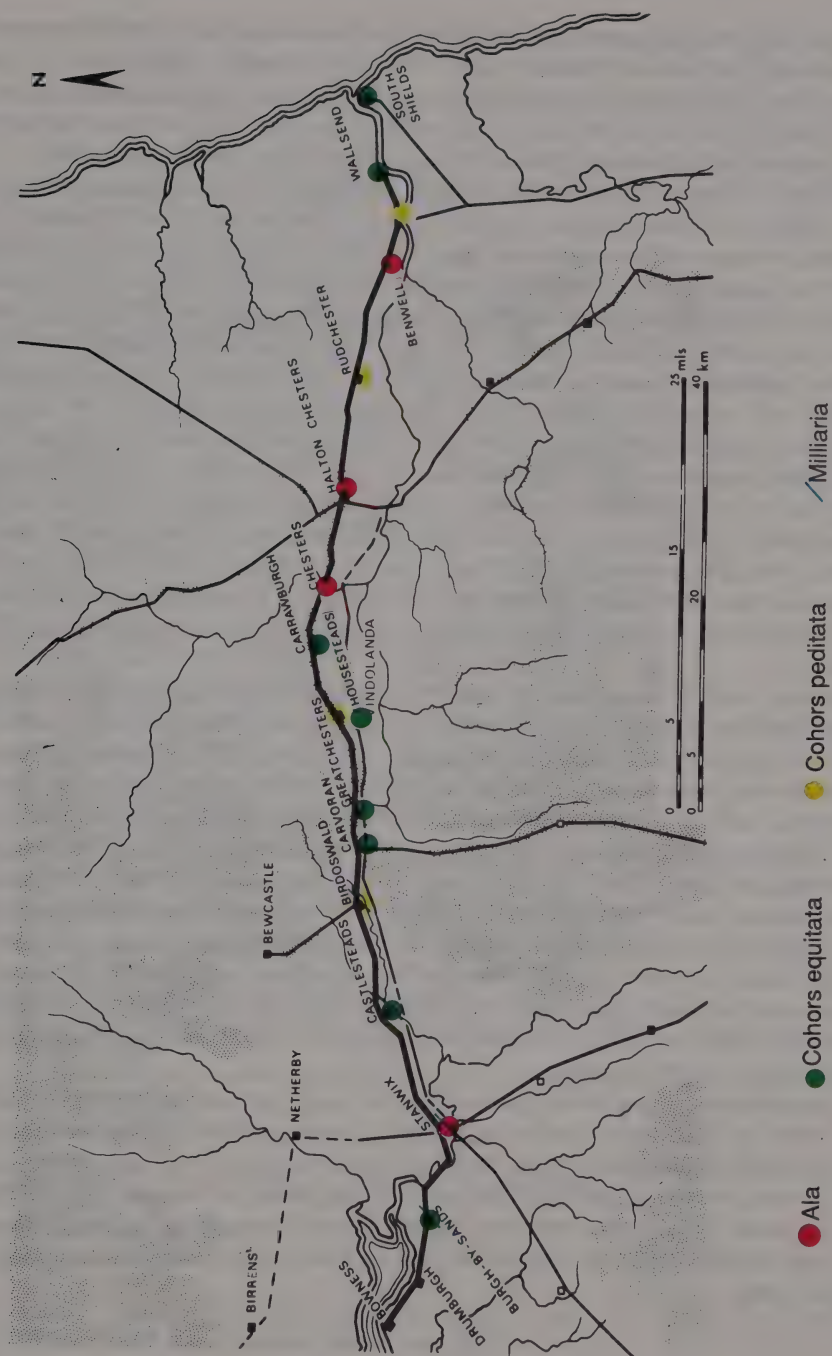 N
BIRRENS
NETHERBY
BEWCASTLE
BOWNESS
DRUMBURGH
BURGH-BY-SANDS
STANWIX
CASTLESTEADS
BIRDOSWALD
CARVORAN
GREATCHESTERS
HOUSESTEADS
VINDOLANDA
CARRAWBURGH
CHESTERS
HALTON CHESTERS
RUDCHESTER
BENWELL
WALLSEND
SOUTH
SHIELDS
0 5 15 25 mls
0 5 20 40 km
Ala
Cohors equitata
Cohors peditata
Milliaria